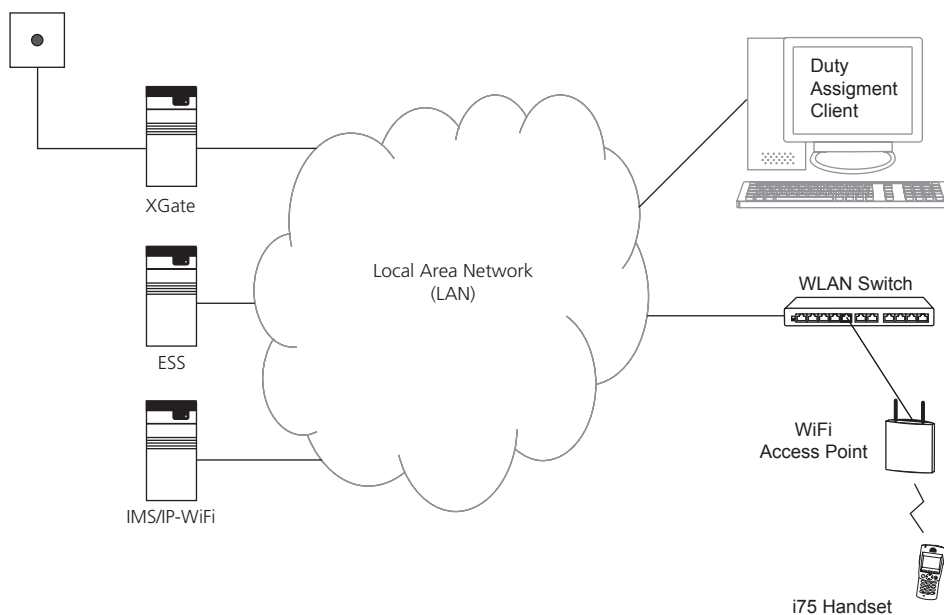 Duty
Assigment
Client
XGate
Local Area Network
(LAN)
WLAN Switch
ESS
WiFi
Access Point
IMS/IP-WiFi
i75 Handset